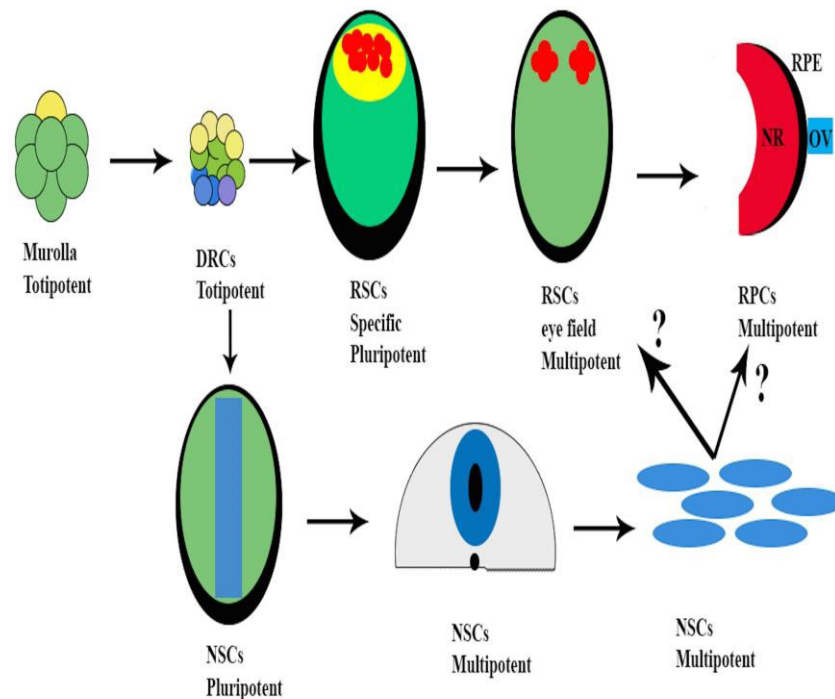 Murolla
Totipotent
DRCs
Totipotent
RSCs
Specific
Pluripotent
RSCs
eye field
Multipotent
RPE
NR
OV
RPCs
Multipotent
?
?
NSCs
Pluripotent
NSCs
Multipotent
NSCs
Multipotent